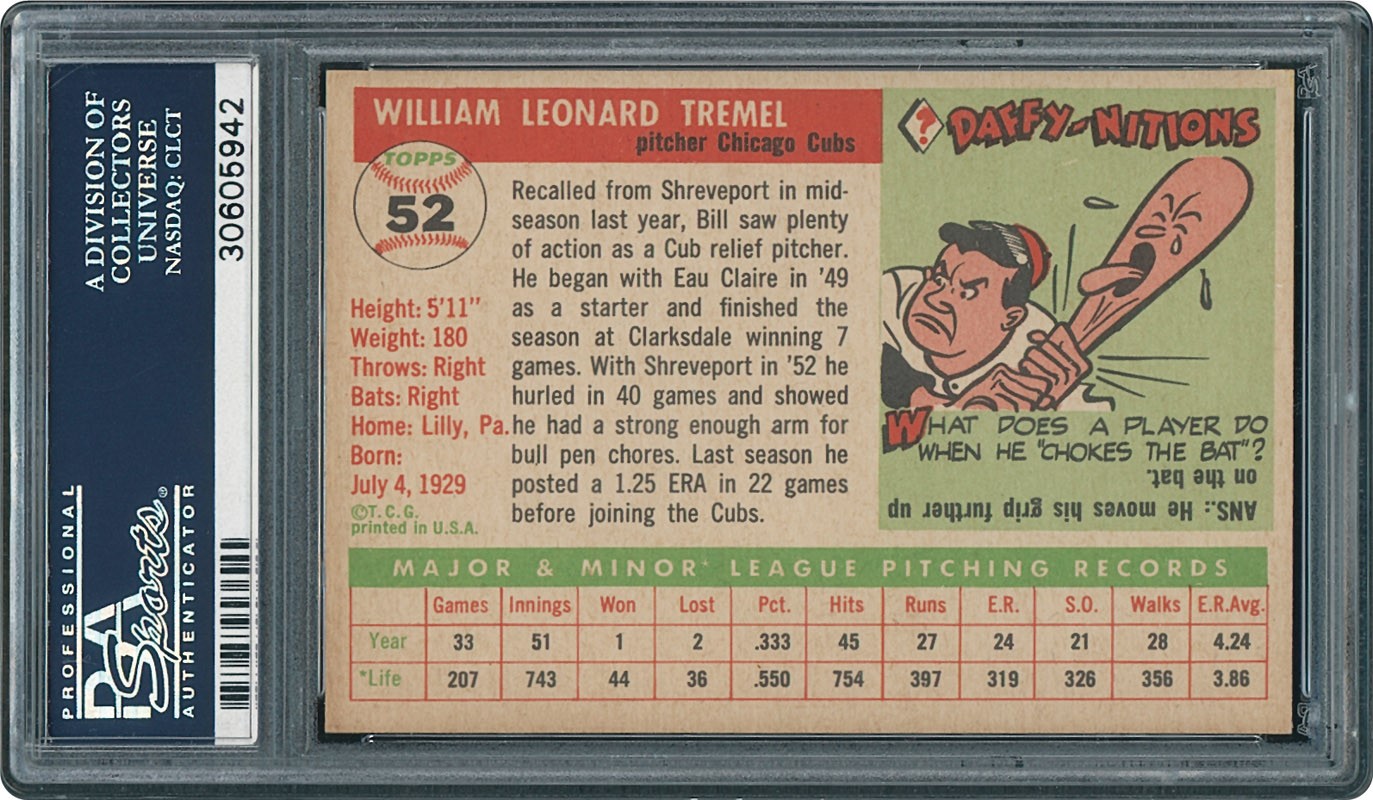 A DIVISION OF
COLLECTORS
UNIVERSE
NASDAQ: CLCT
30605942
PROFESSIONAL
PSA
Sports®
AUTHENTICATOR
WILLIAM LEONARD TREMEL
pitcher Chicago Cubs
TOPPS
52
Height: 5'11"
Weight: 180
Throws: Right
Bats: Right
Home: Lilly, Pa.
Born:
July 4, 1929
©T. C. G.
printed in U.S.A.
Recalled from Shreveport in mid-
season last year, Bill saw plenty
of action as a Cub relief pitcher.
He began with Eau Claire in '49
as a starter and finished the
season at Clarksdale winning 7
games. With Shreveport in '52 he
hurled in 40 games and showed
he had a strong enough arm for
bull pen chores. Last season he
posted a 1.25 ERA in 22 games
before joining the Cubs.
? DAFFY-NITIONS
WHAT DOES A PLAYER DO
WHEN HE "CHOKES THE BAT"?
ANS.: He moves his grip further up
on the bat.
MAJOR & MINOR* LEAGUE PITCHING RECORDS
Games Innings Won Lost Pct. Hits Runs E.R. S.O. Walks E.R.Avg.
Year 33 51 1 2 .333 45 27 24 21 28 4.24
*Life 207 743 44 36 .550 754 397 319 326 356 3.86